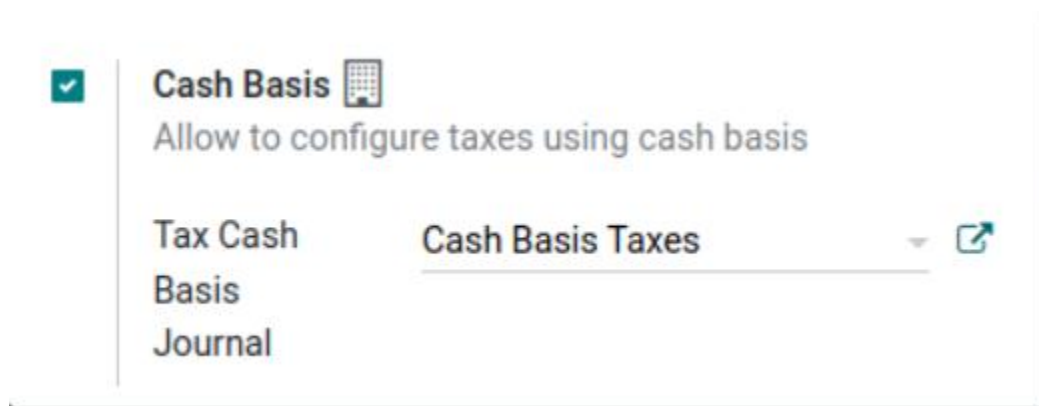 Cash Basis
Allow to configure taxes using cash basis
Tax Cash Cash Basis Taxes
Basis
Journal